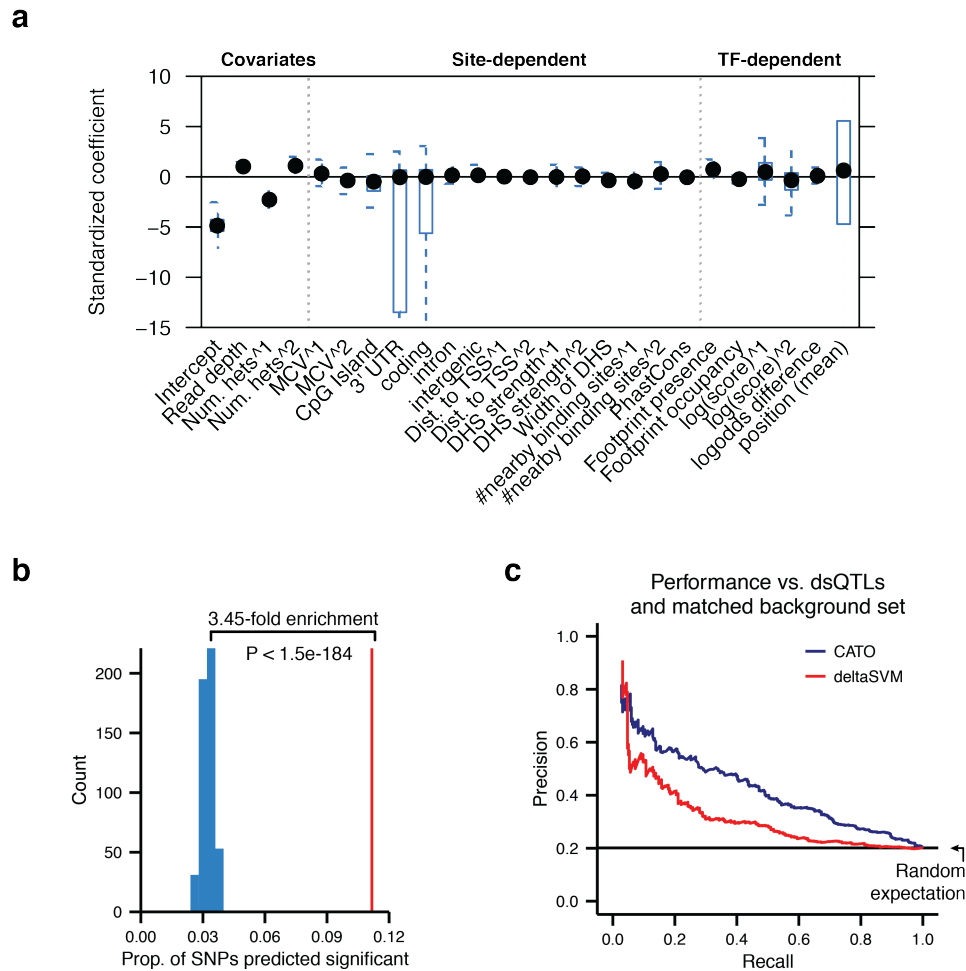 a
Covariates Site-dependent TF-dependent
Standardized coefficient
10
5
0
−5
−10
−15
Intercept
Read depth
Num. hets^1
Num. hets^2
MCV^1
MCV^2
CpG Island
3' UTR
coding
intron
intergenic
Dist. to TSS^1
Dist. to TSS^2
DHS strength^1
DHS strength^2
Width of DHS
#nearby binding sites^1
#nearby binding sites^2
PhastCons
Footprint presence
Footprint occupancy
log(score)^1
log(score)^2
logodds difference
position (mean)
b
3.45-fold enrichment
P < 1.5e-184
Count
200
150
100
50
0
0.00 0.03 0.06 0.09 0.12
Prop. of SNPs predicted significant
c
Performance vs. dsQTLs
and matched background set
CATO
deltaSVM
Precision
1.0
0.8
0.6
0.4
0.2
0.0
Random
expectation
0.0 0.2 0.4 0.6 0.8 1.0
Recall